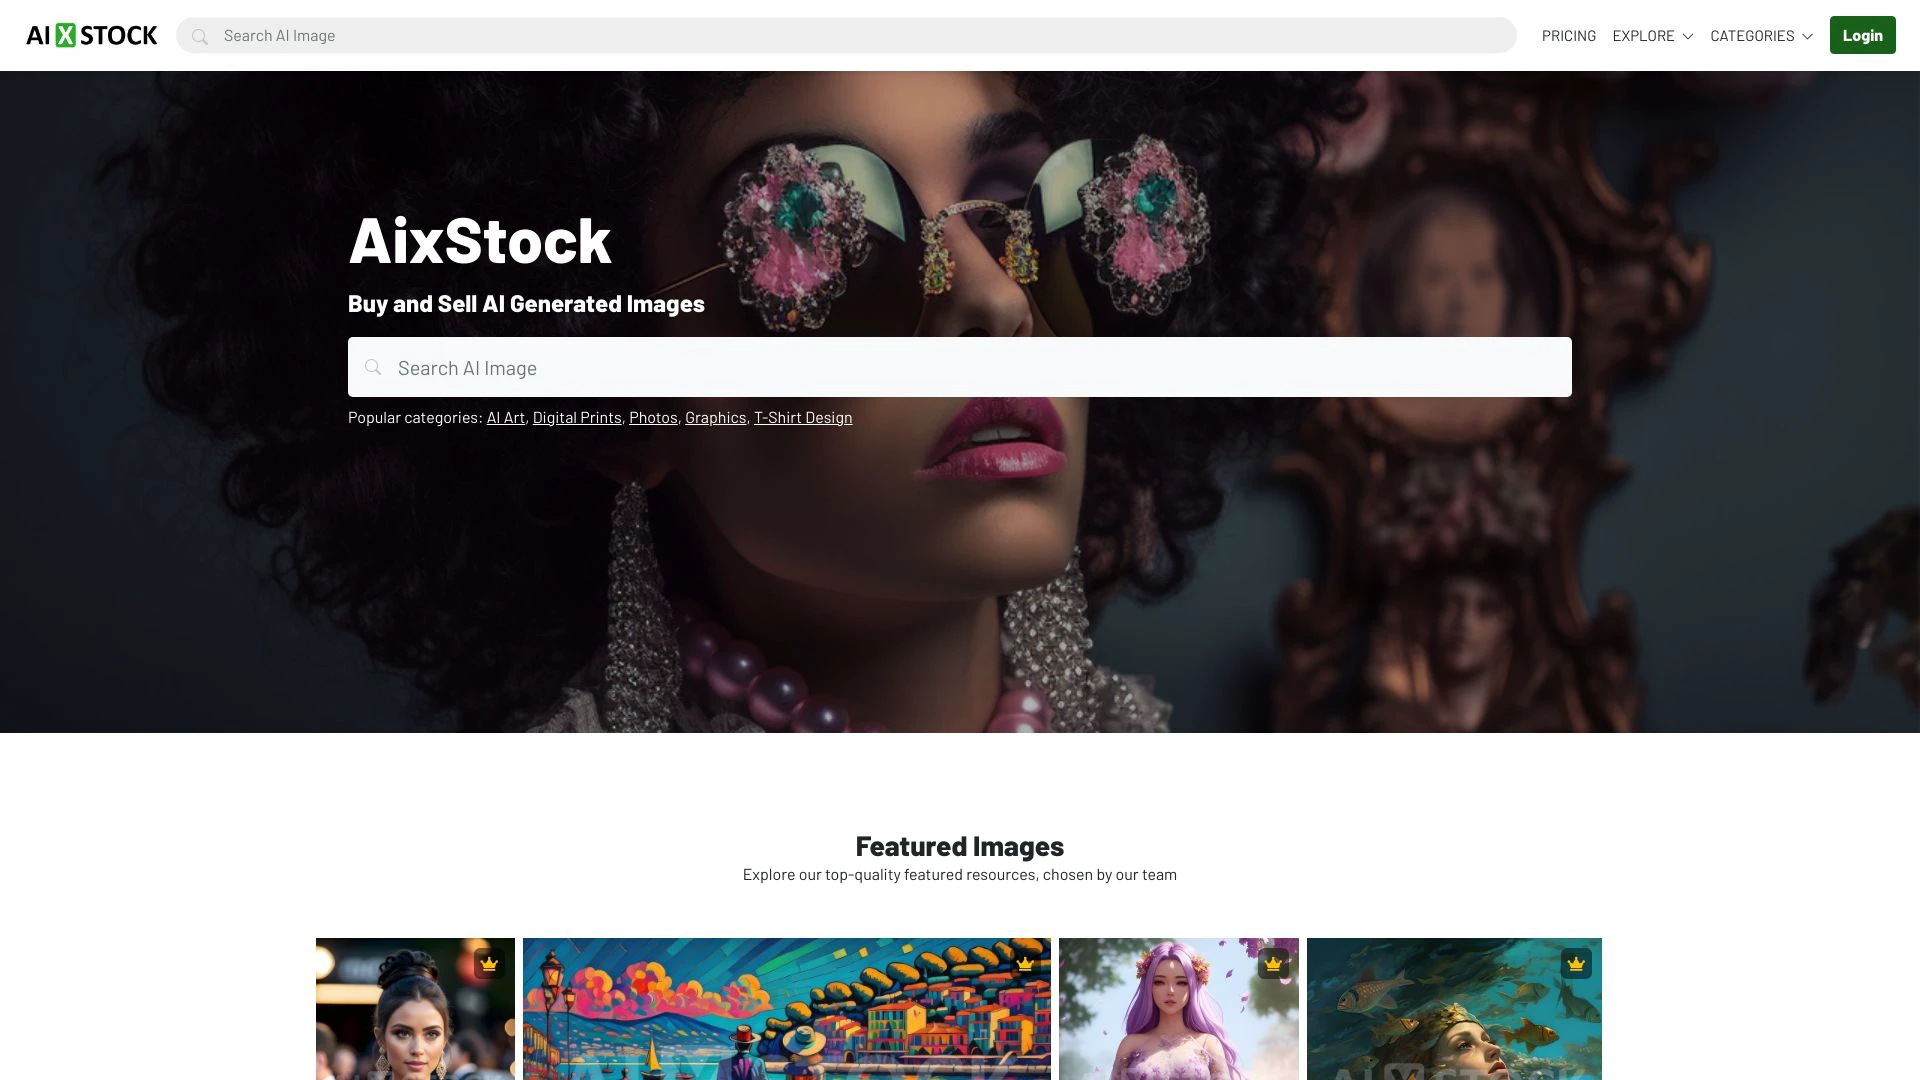 AI X STOCK
Search AI Image
PRICING
EXPLORE
CATEGORIES
Login
AixStock
Buy and Sell AI Generated Images
Search AI Image
Popular categories: AI Art, Digital Prints, Photos, Graphics, T-Shirt Design
Featured Images
Explore our top-quality featured resources, chosen by our team